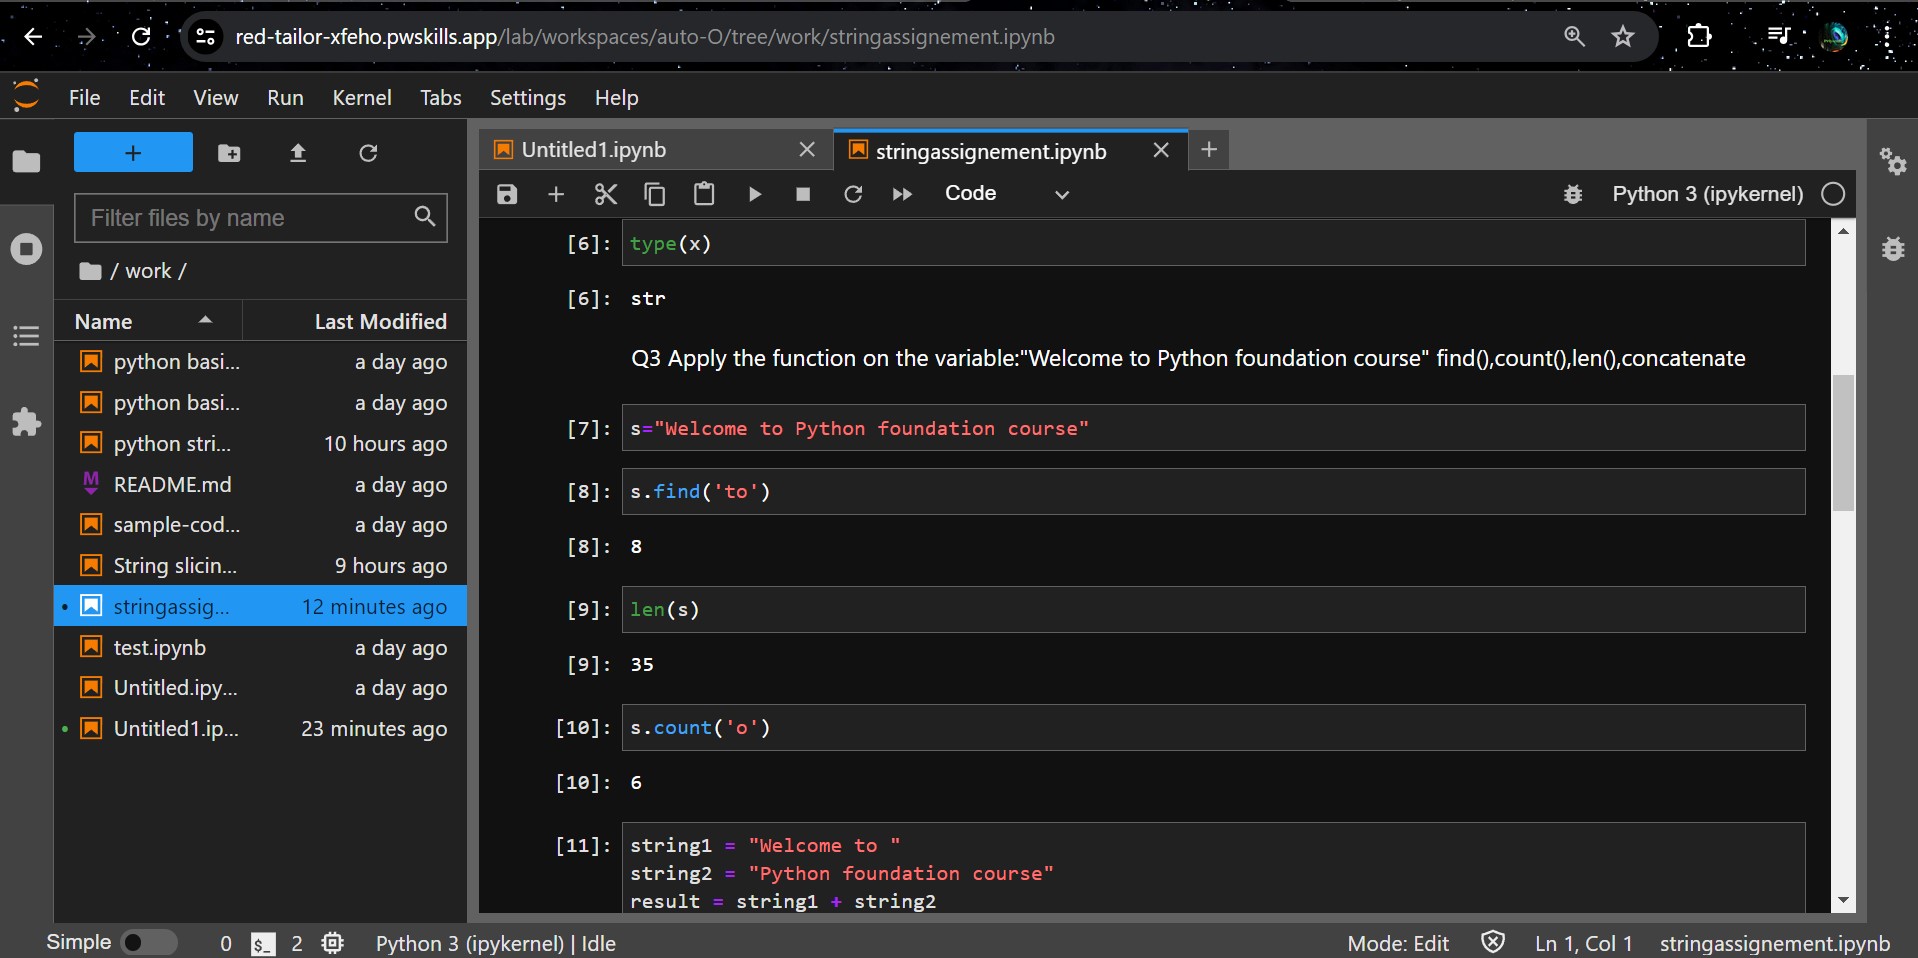 red-tailor-xfeho.pwskills.app/lab/workspaces/auto-O/tree/work/stringassignement.ipynb
File Edit View Run Kernel Tabs Settings Help
+
Untitled1.ipynb
stringassignement.ipynb
Filter files by name
Code
Python 3 (ipykernel)
/ work /
Name Last Modified
python basi... a day ago
python basi... a day ago
python stri... 10 hours ago
README.md a day ago
sample-cod... a day ago
String slicin... 9 hours ago
stringassig... 12 minutes ago
test.ipynb a day ago
Untitled.ipy... a day ago
Untitled1.ip... 23 minutes ago
[6]: type(x)
[6]: str
Q3 Apply the function on the variable:"Welcome to Python foundation course" find(),count(),len(),concatenate
[7]: s="Welcome to Python foundation course"
[8]: s.find('to')
[8]: 8
[9]: len(s)
[9]: 35
[10]: s.count('o')
[10]: 6
[11]: string1 = "Welcome to "
string2 = "Python foundation course"
result = string1 + string2
Simple 0 $_ 2 Python 3 (ipykernel) | Idle Mode: Edit Ln 1, Col 1 stringassignement.ipynb